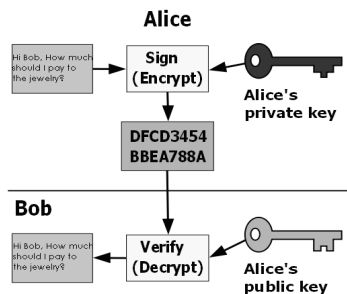 Alice
Hi Bob, How much
should I pay to
the jewelry?
Sign
(Encrypt)
Alice's
private key
DFCD3454
BBEA788A
Bob
Hi Bob, How much
should I pay to
the jewelry?
Verify
(Decrypt)
Alice's
public key